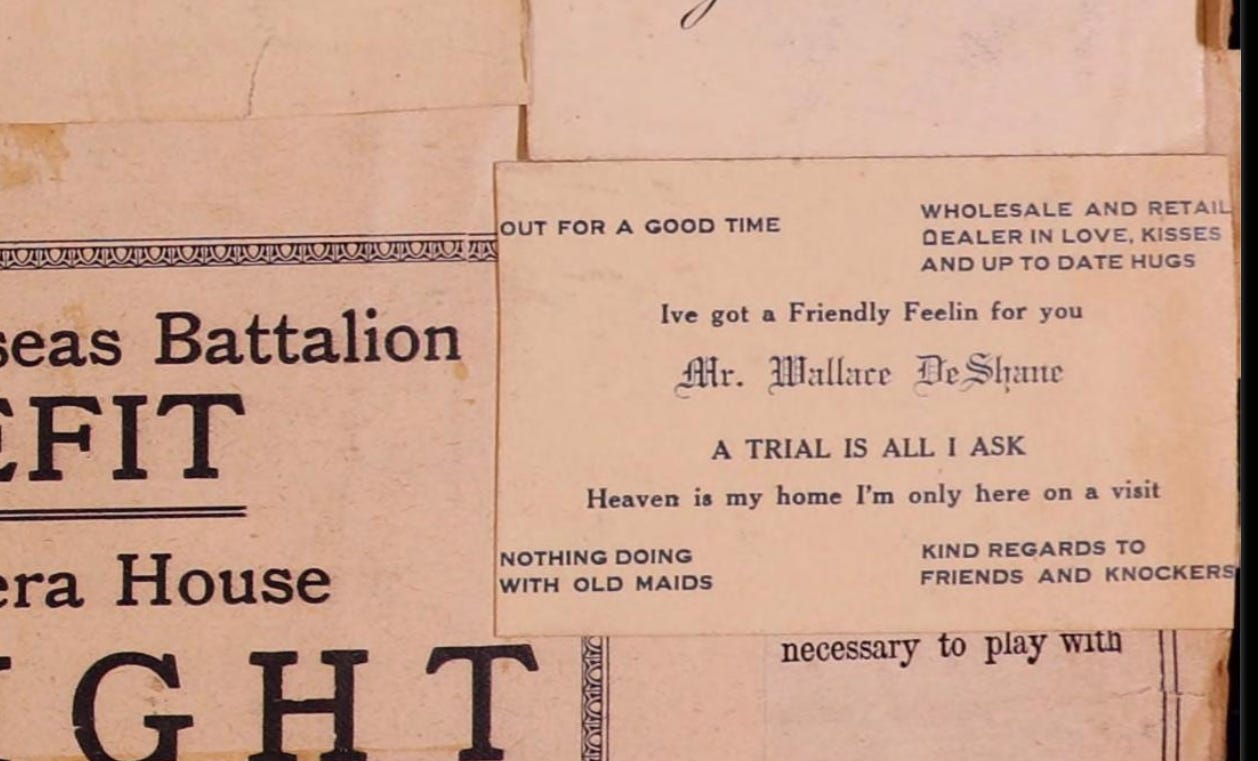 OUT FOR A GOOD TIME
WHOLESALE AND RETAIL
DEALER IN LOVE, KISSES
AND UP TO DATE HUGS
Ive got a Friendly Feelin for you
Mr. Wallace DeShane
A TRIAL IS ALL I ASK
Heaven is my home I'm only here on a visit
NOTHING DOING
WITH OLD MAIDS
KIND REGARDS TO
FRIENDS AND KNOCKERS
seas Battalion
EFIT
era House
GHT
necessary to play with